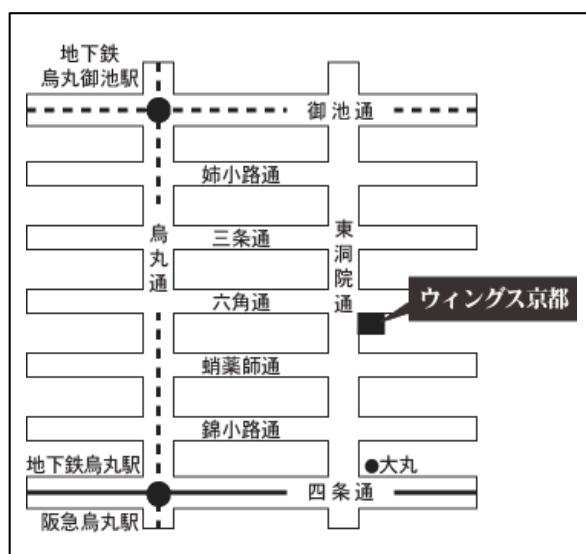 地下鉄
烏丸御池駅
御池通
姉小路通
烏丸通
三条通
東洞院通
六角通
ウィングス京都
蛸薬師通
錦小路通
地下鉄烏丸駅
●大丸
四条通
阪急烏丸駅